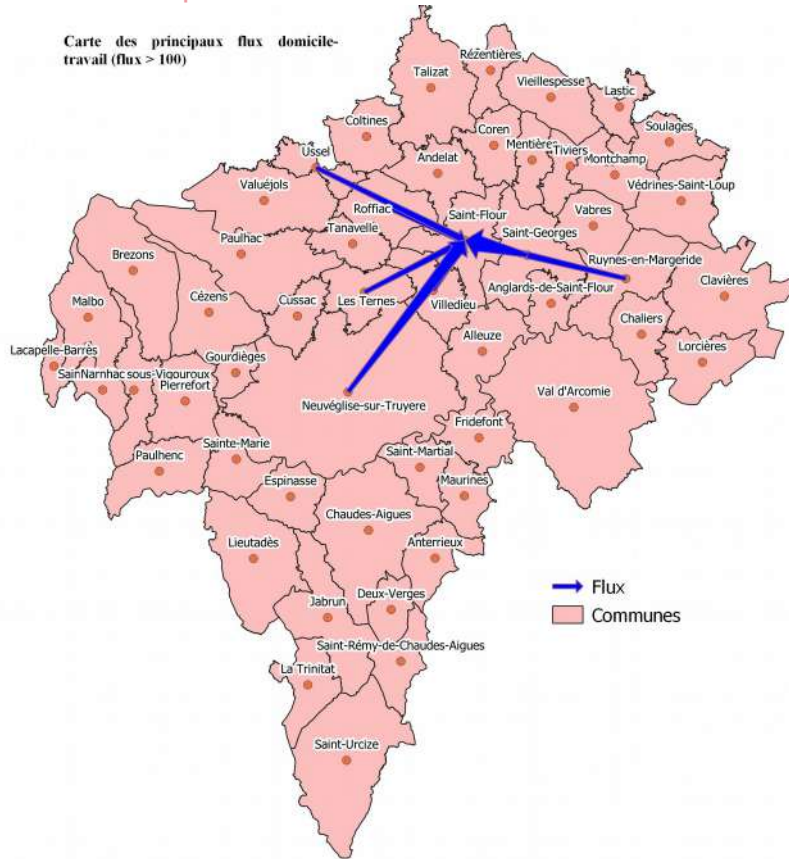 Carte des principaux flux domicile-
travail (flux > 100)
Rézentières
Talizat
Vieillespesse
Lastic
Coltines
Coren
Soulages
Ussel
Andelat
Mentières
Tiviers
Montchamp
Valuéjols
Védrines-Saint-Loup
Roffiac
Saint-Flour
Vabres
Tanavelle
Saint-Georges
Paulhac
Brezons
Ruynes-en-Margeride
Clavières
Malbo
Cézens
Cussac
Les Ternes
Villedieu
Anglards-de-Saint-Flour
Chaliers
Alleuze
Lacapelle-Barrès
Gourdièges
Lorcières
Narnhac
sous-Vigouroux
Pierrefort
Neuvéglise-sur-Truyere
Val d'Arcomie
Fridefont
Paulhenc
Sainte-Marie
Saint-Martial
Espinasse
Maurines
Chaudes-Aigues
Lieutadès
Anterrieux
Jabrun
Deux-Verges
Flux
Communes
Saint-Rémy-de-Chaudes-Aigues
La Trinitat
Saint-Urcize